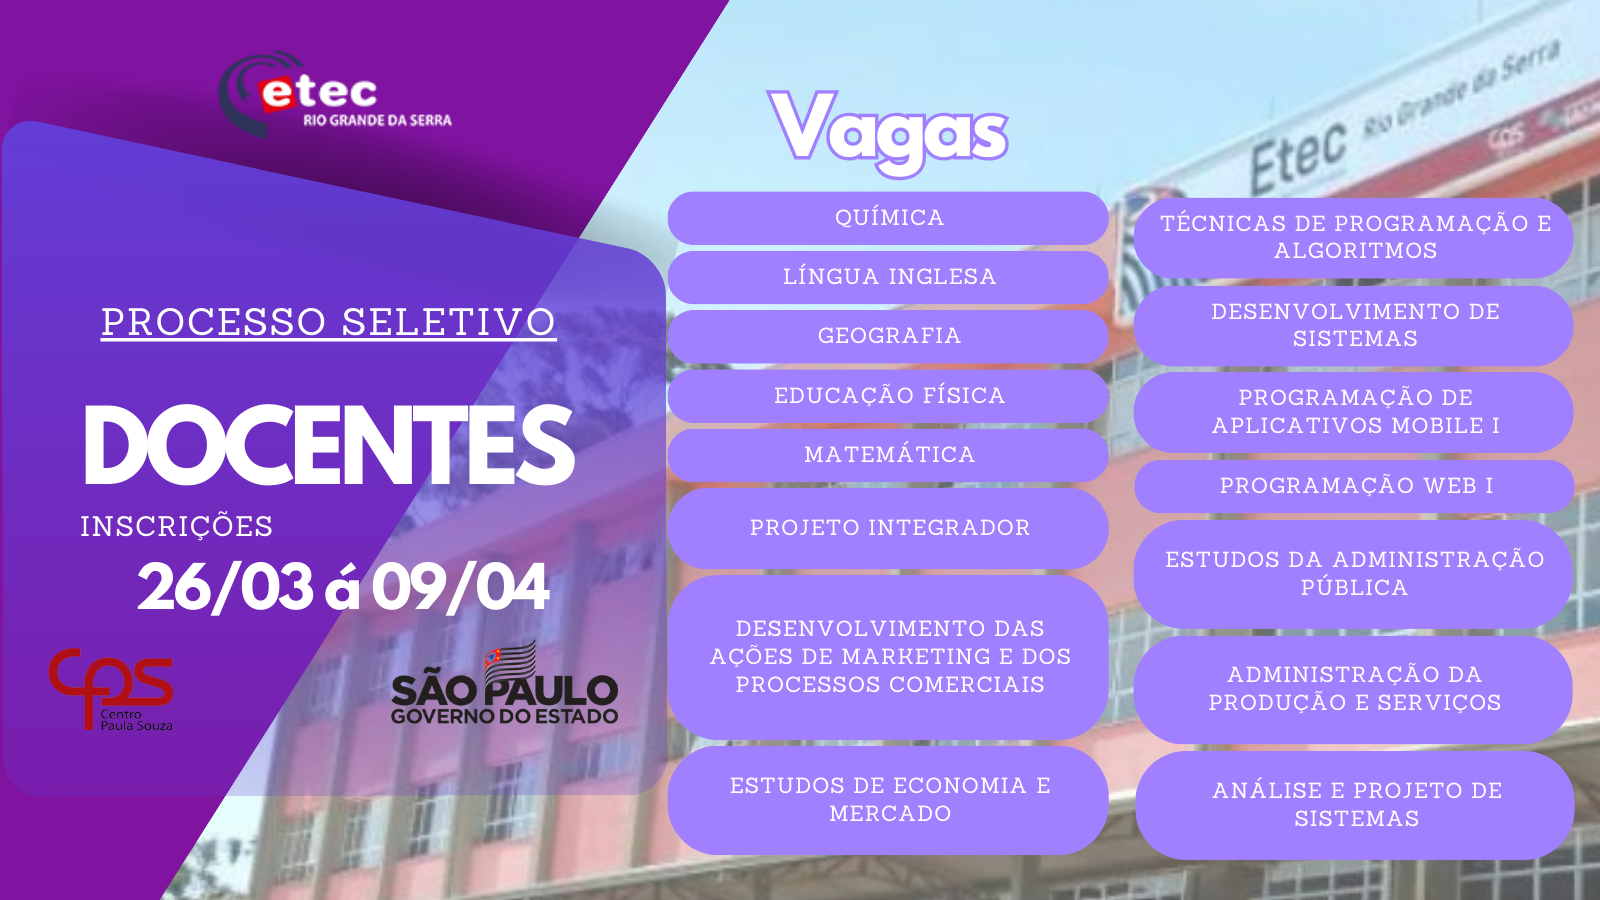 etec
RIO GRANDE DA SERRA
PROCESSO SELETIVO
DOCENTES
INSCRIÇÕES
26/03 á 09/04
cps
Centro
Paula Souza
SÃO PAULO
GOVERNO DO ESTADO
Vagas
QUÍMICA
LÍNGUA INGLESA
GEOGRAFIA
EDUCAÇÃO FÍSICA
MATEMÁTICA
PROJETO INTEGRADOR
DESENVOLVIMENTO DAS
AÇÕES DE MARKETING E DOS
PROCESSOS COMERCIAIS
ESTUDOS DE ECONOMIA E
MERCADO
Etec Rio Grande da Serra
cps
TÉCNICAS DE PROGRAMAÇÃO E
ALGORITMOS
DESENVOLVIMENTO DE
SISTEMAS
PROGRAMAÇÃO DE
APLICATIVOS MOBILE I
PROGRAMAÇÃO WEB I
ESTUDOS DA ADMINISTRAÇÃO
PÚBLICA
ADMINISTRAÇÃO DA
PRODUÇÃO E SERVIÇOS
ANÁLISE E PROJETO DE
SISTEMAS